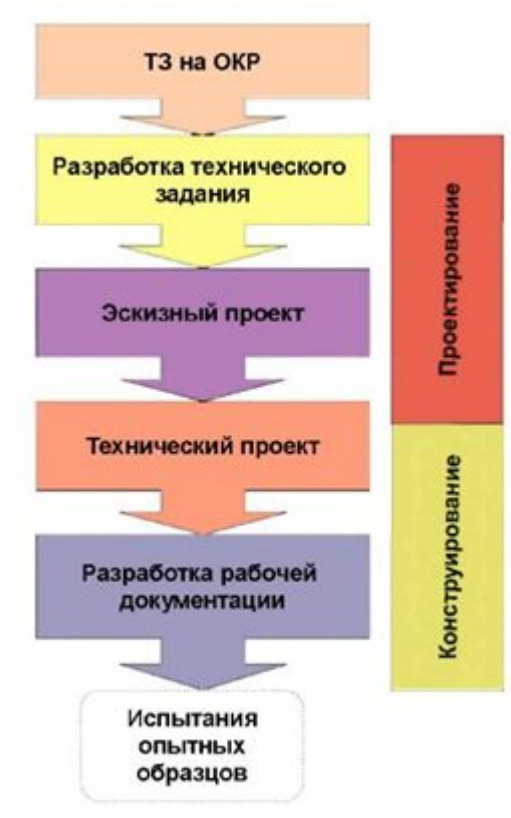 ТЗ на ОКР
Разработка технического
задания
Эскизный проект
Технический проект
Разработка рабочей
документации
Испытания
опытных
образцов
Проектирование
Конструирование